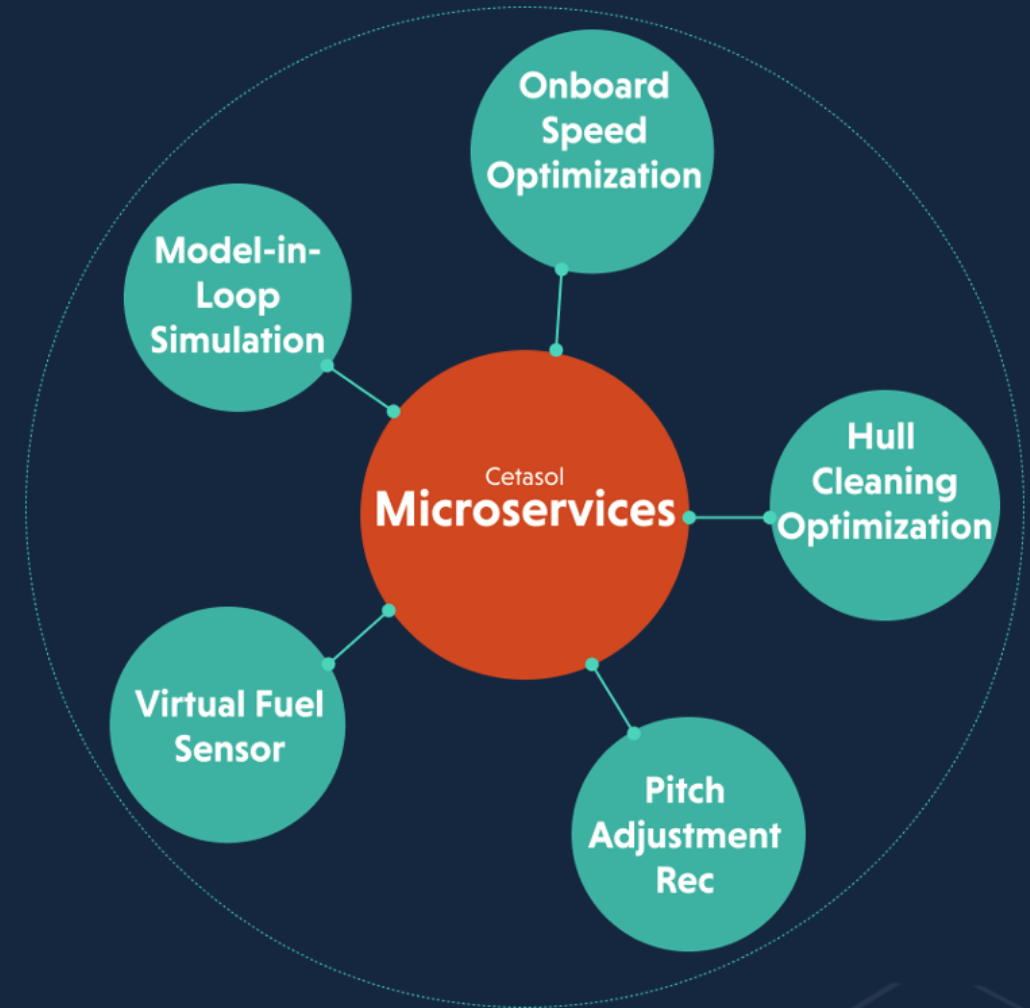 Onboard
Speed
Optimization
Model-in-
Loop
Simulation
Hull
Cleaning
Optimization
Cetasol
Microservices
Virtual Fuel
Sensor
Pitch
Adjustment
Rec